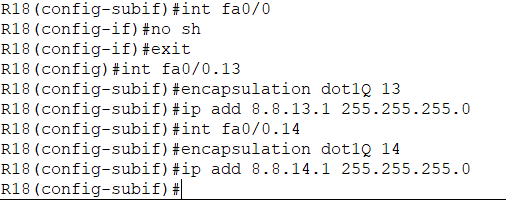 R18(config-subif)#int fa0/0
R18(config-if)#no sh
R18(config-if)#exit
R18(config)#int fa0/0.13
R18(config-subif)#encapsulation dot1Q 13
R18(config-subif)#ip add 8.8.13.1 255.255.255.0
R18(config-subif)#int fa0/0.14
R18(config-subif)#encapsulation dot1Q 14
R18(config-subif)#ip add 8.8.14.1 255.255.255.0
R18(config-subif)#